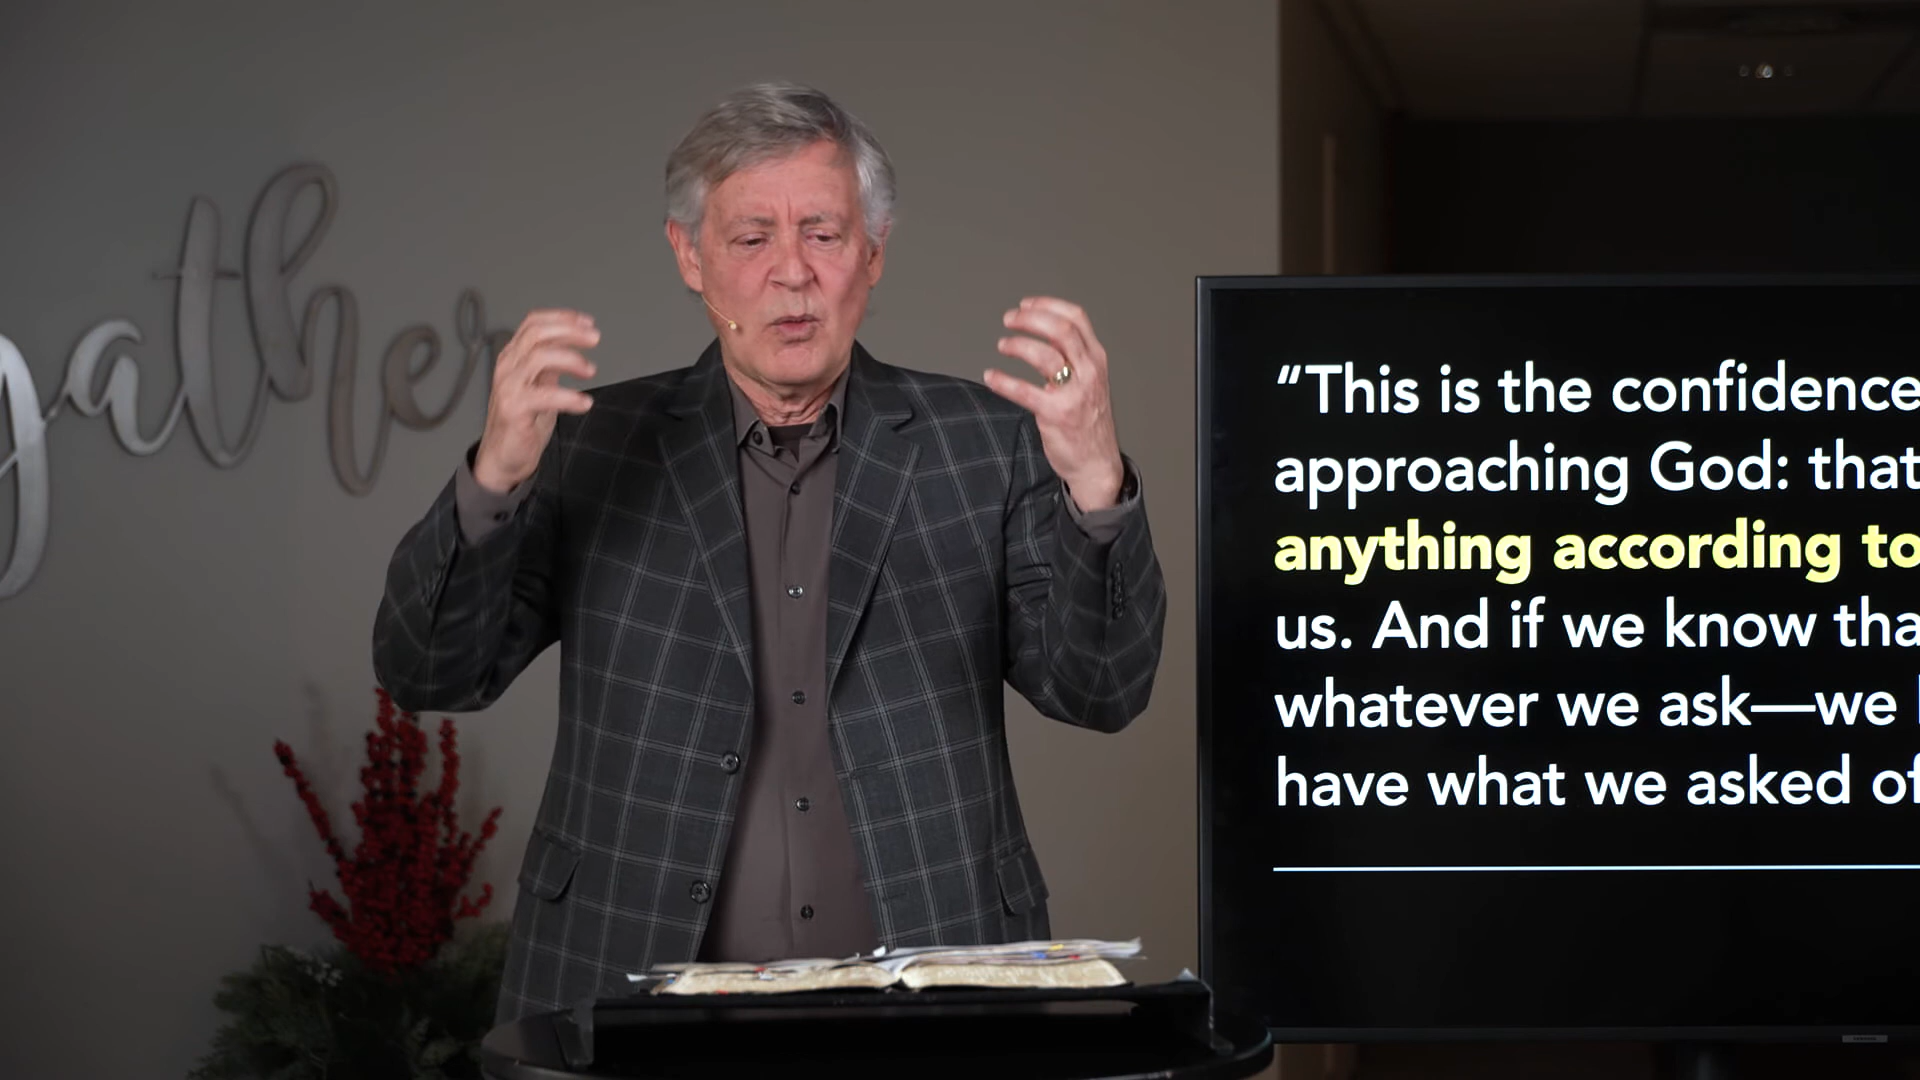 gather
“This is the confidence
approaching God: that
anything according to
us. And if we know tha
whatever we ask—we
have what we asked of